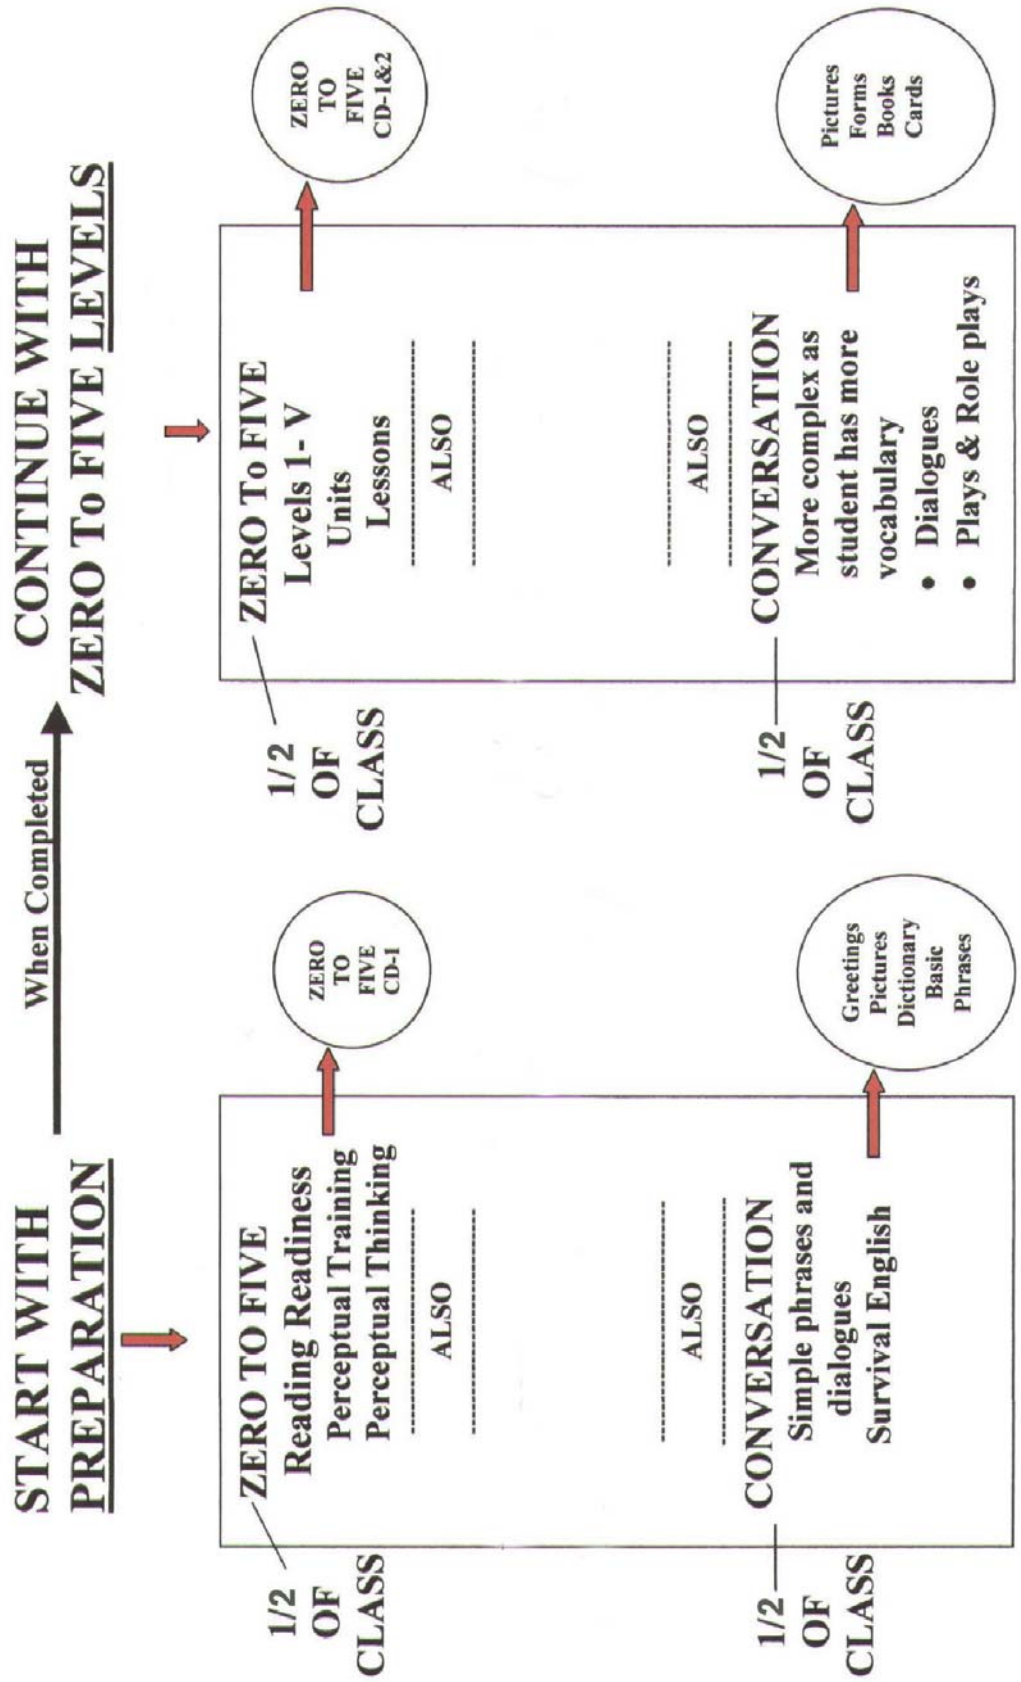 START WITH
PREPARATION
When Completed
CONTINUE WITH
ZERO To FIVE LEVELS
1/2
OF
CLASS
ZERO TO FIVE
Reading Readiness
Perceptual Training
Perceptual Thinking
ALSO
ZERO
TO
FIVE
CD-1
1/2
OF
CLASS
ALSO
CONVERSATION
Simple phrases and
dialogues
Survival English
Greetings
Pictures
Dictionary
Basic
Phrases
1/2
OF
CLASS
ZERO To FIVE
Levels 1- V
Units
Lessons
ALSO
ZERO
TO
FIVE
CD-1&2
1/2
OF
CLASS
ALSO
CONVERSATION
More complex as
student has more
vocabulary
• Dialogues
• Plays & Role plays
Pictures
Forms
Books
Cards